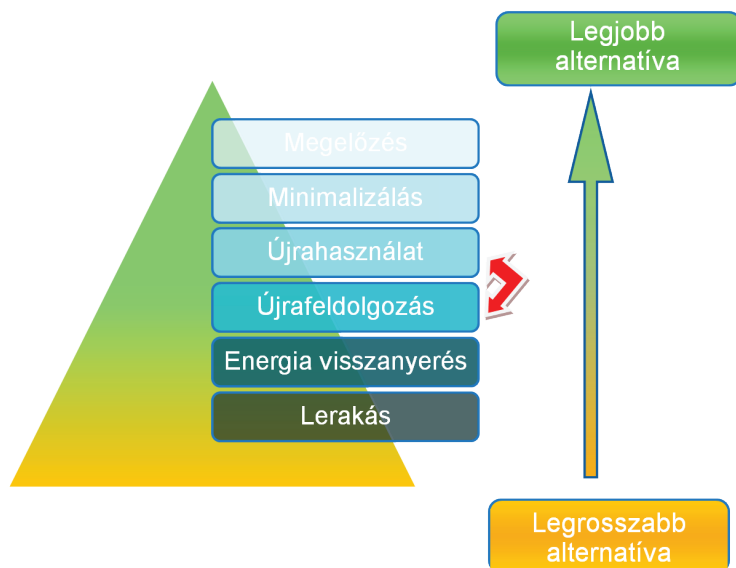 Legjobb
alternatíva
Megelőzés
Minimalizálás
Újrahasználat
Újrafeldolgozás
Energia visszanyerés
Lerakás
Legrosszabb
alternatíva